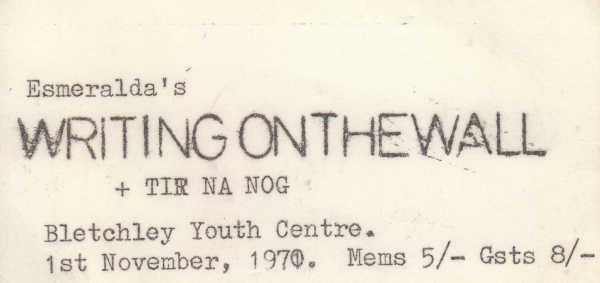 Esmeralda's
WRITING ON THE WALL
+ TIR NA NOG
Bletchley Youth Centre.
1st November, 1970. Mems 5/- Gsts 8/-